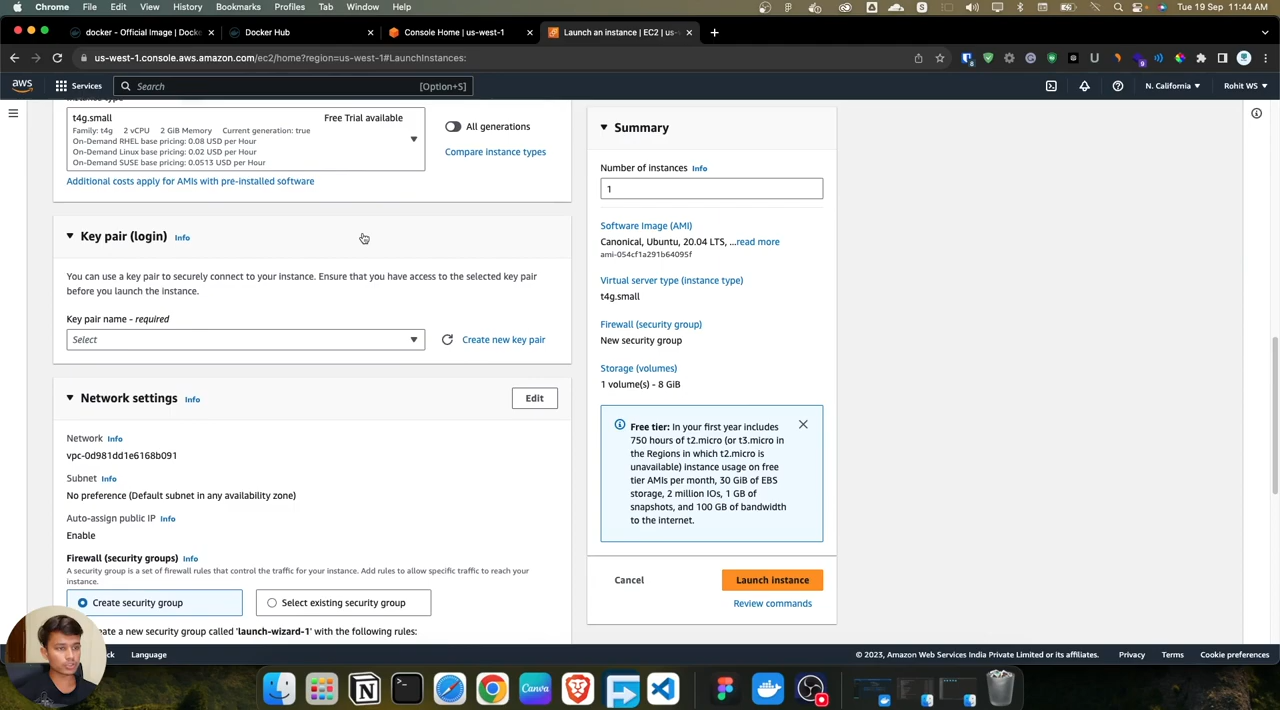 Chrome File Edit View History Bookmarks Profiles Tab Window Help
Tue 19 Sep 11:44 AM
docker - Official Image | Docke
Docker Hub
Console Home | us-west-1
Launch an instance | EC2 | us-
us-west-1.console.aws.amazon.com/ec2/home?region=us-west-1#LaunchInstances:
aws
Services
Search
[Option+S]
N. California
Rohit WS
t4g.small
Free Trial available
Family: t4g 2 vCPU 2 GiB Memory Current generation: true
On-Demand RHEL base pricing: 0.08 USD per Hour
On-Demand Linux base pricing: 0.02 USD per Hour
On-Demand SUSE base pricing: 0.0513 USD per Hour
All generations
Compare instance types
Additional costs apply for AMIs with pre-installed software
Key pair (login) Info
You can use a key pair to securely connect to your instance. Ensure that you have access to the selected key pair
before you launch the instance.
Key pair name - required
Select
Create new key pair
Network settings Info
Edit
Network Info
vpc-0d981dd1e6168b091
Subnet Info
No preference (Default subnet in any availability zone)
Auto-assign public IP Info
Enable
Firewall (security groups) Info
A security group is a set of firewall rules that control the traffic for your instance. Add rules to allow specific traffic to reach your
instance.
Create security group
Select existing security group
eate a new security group called 'launch-wizard-1' with the following rules:
Summary
Number of instances Info
1
Software Image (AMI)
Canonical, Ubuntu, 20.04 LTS, ...read more
ami-054cf1a291b64095f
Virtual server type (instance type)
t4g.small
Firewall (security group)
New security group
Storage (volumes)
1 volume(s) - 8 GiB
Free tier: In your first year includes
750 hours of t2.micro (or t3.micro in
the Regions in which t2.micro is
unavailable) instance usage on free
tier AMIs per month, 30 GiB of EBS
storage, 2 million IOs, 1 GB of
snapshots, and 100 GB of bandwidth
to the internet.
Cancel
Launch instance
Review commands
ck
Language
© 2023, Amazon Web Services India Private Limited or its affiliates.
Privacy
Terms
Cookie preferences
Canva